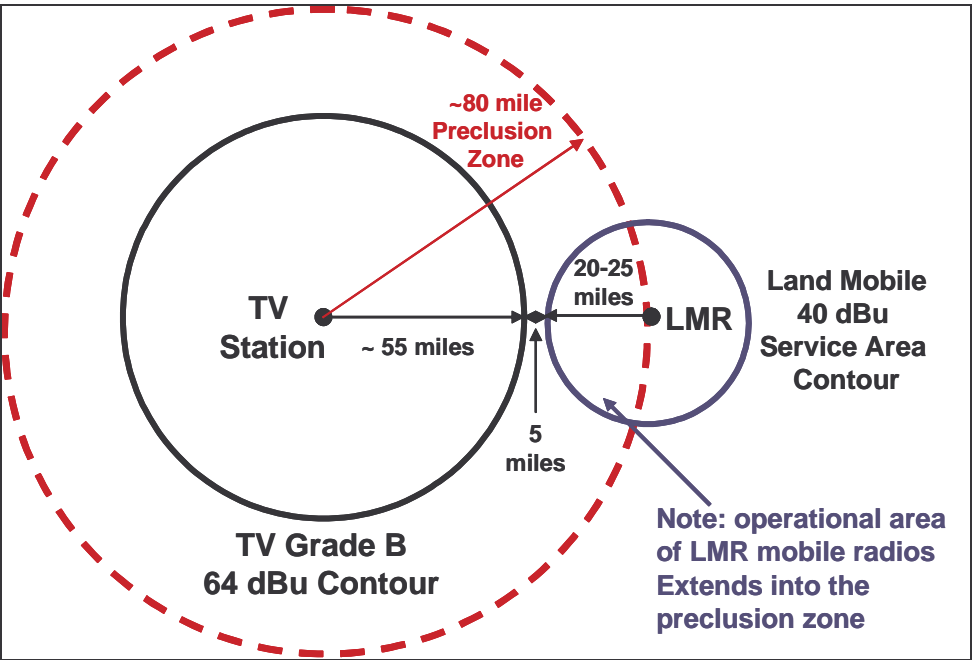 ~80 mile
Preclusion
Zone
TV
Station
~ 55 miles
5
miles
20-25
miles
LMR
Land Mobile
40 dBu
Service Area
Contour
TV Grade B
64 dBu Contour
Note: operational area
of LMR mobile radios
Extends into the
preclusion zone